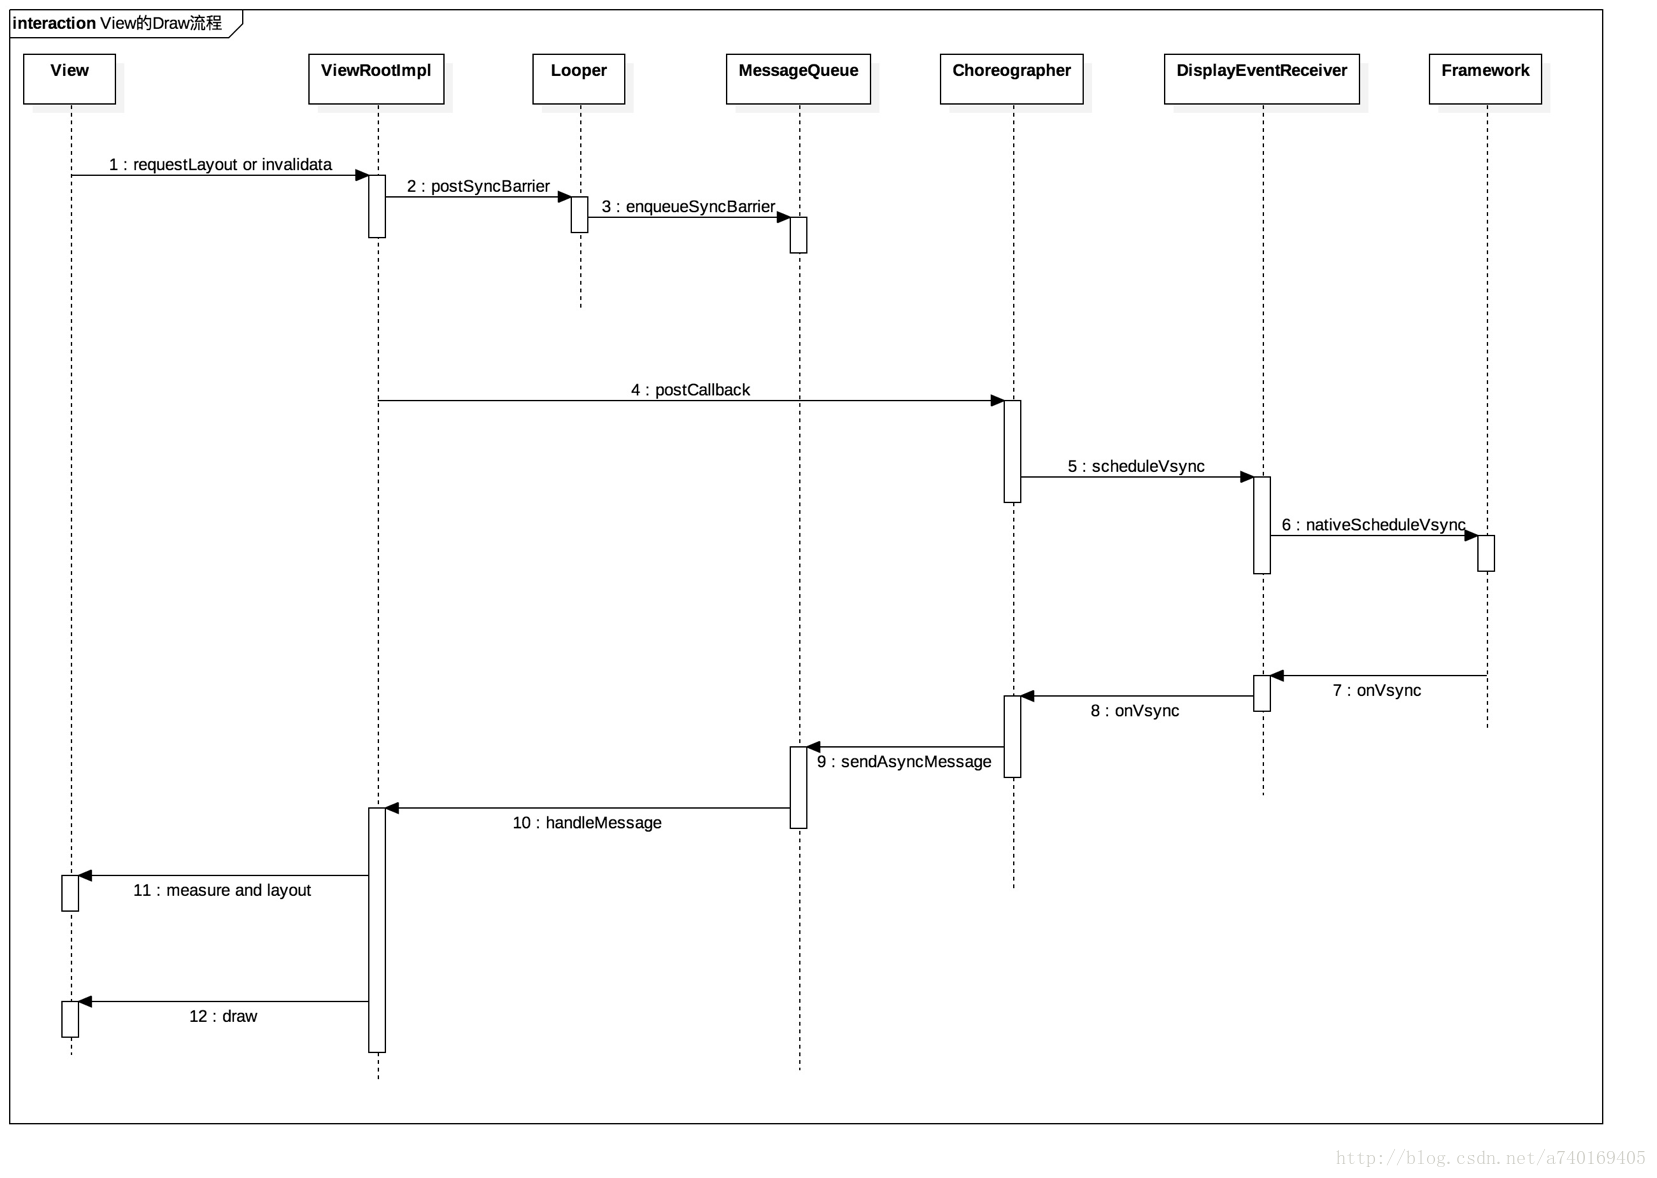 interaction View的Draw流程
View
ViewRootImpl
Looper
MessageQueue
Choreographer
DisplayEventReceiver
Framework
1 : requestLayout or invalidata
2 : postSyncBarrier
3 : enqueueSyncBarrier
4 : postCallback
5 : scheduleVsync
6 : nativeScheduleVsync
7 : onVsync
8 : onVsync
9 : sendAsyncMessage
10 : handleMessage
11 : measure and layout
12 : draw
http://blog.csdn.net/a740169405